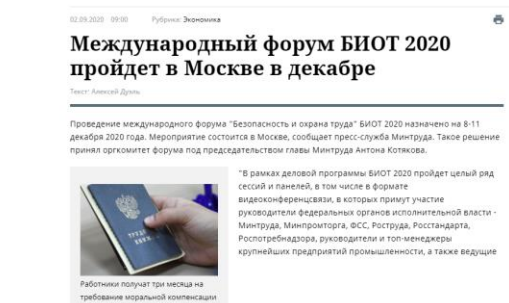 02.09.2020 09:00 Рубрика: Экономика
Международный форум БИОТ 2020
пройдет в Москве в декабре
Текст: Алексей Дуэль
Проведение международного форума "Безопасность и охрана труда" БИОТ 2020 назначено на 8-11
декабря 2020 года. Мероприятие состоится в Москве, сообщает пресс-служба Минтруда. Такое решение
принял оргкомитет форума под председательством главы Минтруда Антона Котякова.
"В рамках деловой программы БИОТ 2020 пройдет целый ряд
сессий и панелей, в том числе в формате
видеоконференцсвязи, в которых примут участие
руководители федеральных органов исполнительной власти -
Минтруда, Минпромторга, ФСС, Роструда, Росстандарта,
Роспотребнадзора, руководители и топ-менеджеры
крупнейших предприятий промышленности, а также ведущие
Работники получат три месяца на
требование моральной компенсации